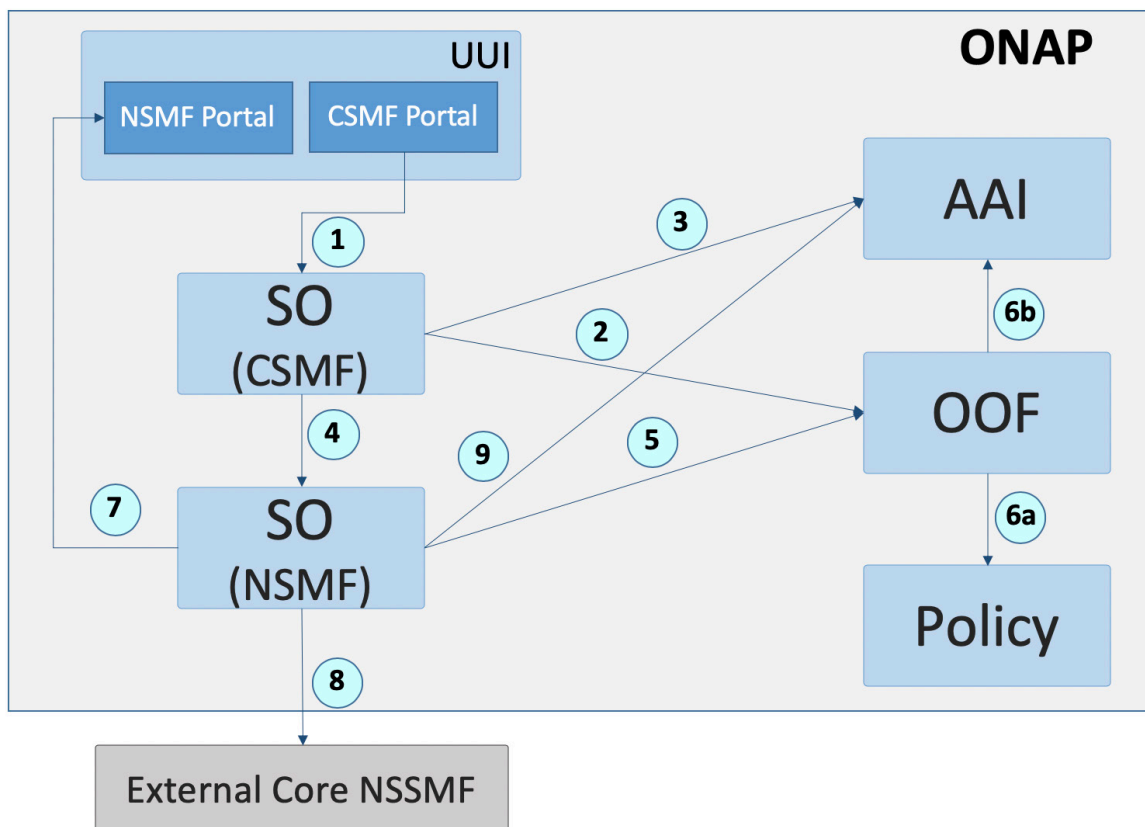 UUI
ONAP
NSMF Portal
CSMF Portal
AAI
3
1
SO
(CSMF)
2
6b
OOF
4
9
5
7
SO
(NSMF)
6a
Policy
8
External Core NSSMF